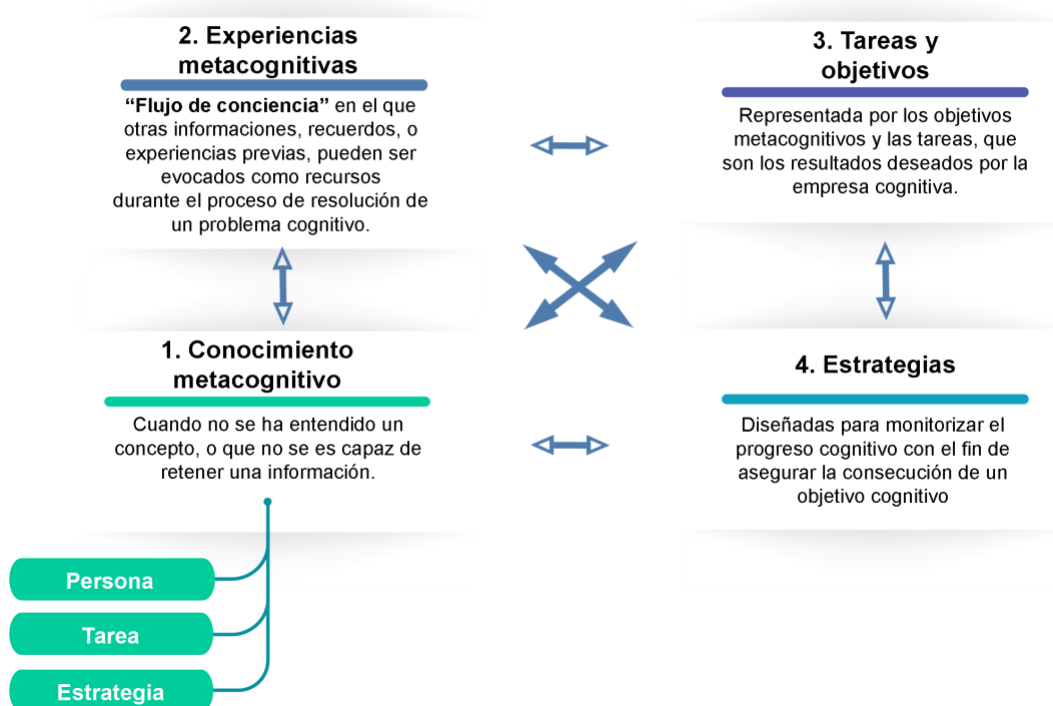 2. Experiencias
metacognitivas
“Flujo de conciencia” en el que
otras informaciones, recuerdos, o
experiencias previas, pueden ser
evocados como recursos
durante el proceso de resolución de
un problema cognitivo.
3. Tareas y
objetivos
Representada por los objetivos
metacognitivos y las tareas, que
son los resultados deseados por la
empresa cognitiva.
1. Conocimiento
metacognitivo
Cuando no se ha entendido un
concepto, o que no se es capaz de
retener una información.
4. Estrategias
Diseñadas para monitorizar el
progreso cognitivo con el fin de
asegurar la consecución de un
objetivo cognitivo
Persona
Tarea
Estrategia